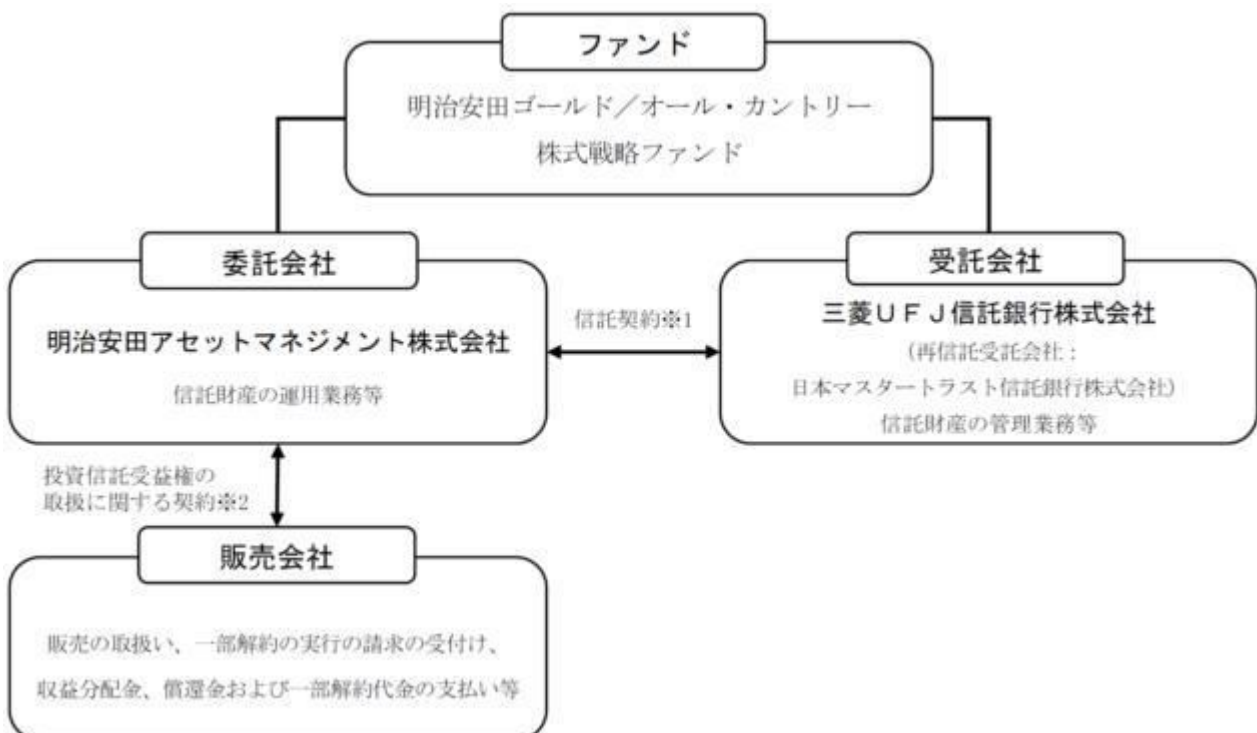 ファンド
明治安田ゴールド／オール・カントリー
株式戦略ファンド
委託会社
明治安田アセットマネジメント株式会社
信託財産の運用業務等
信託契約※1
受託会社
三菱ＵＦＪ信託銀行株式会社
(再信託受託会社：
日本マスタートラスト信託銀行株式会社)
信託財産の管理業務等
投資信託受益権の
取扱に関する契約※2
販売会社
販売の取扱い、一部解約の実行の請求の受付け、
収益分配金、償還金および一部解約代金の支払い等